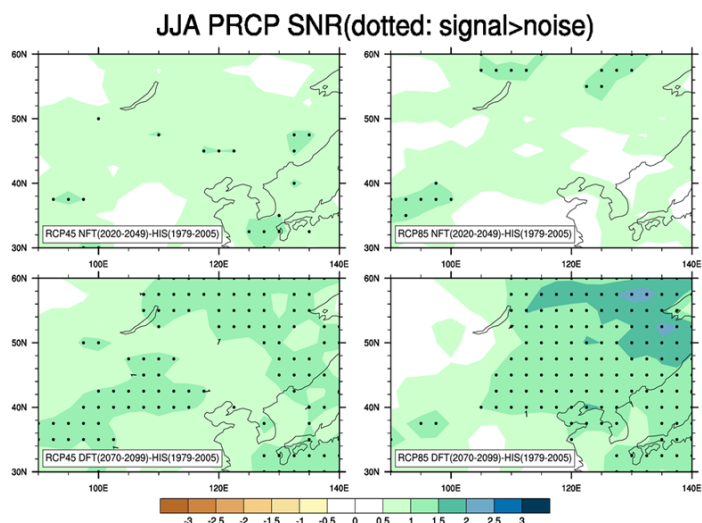 JJA PRCP SNR(dotted: signal>noise)
60N
50N
40N
30N
RCP45 NFT(2020-2049)-HIS(1979-2005)
100E
120E
140E
60N
50N
40N
30N
RCP85 NFT(2020-2049)-HIS(1979-2005)
100E
120E
140E
60N
50N
40N
30N
RCP45 DFT(2070-2099)-HIS(1979-2005)
100E
120E
140E
60N
50N
40N
30N
RCP85 DFT(2070-2099)-HIS(1979-2005)
100E
120E
140E
-3 -2.5 -2 -1.5 -1 -0.5 0 0.5 1 1.5 2 2.5 3